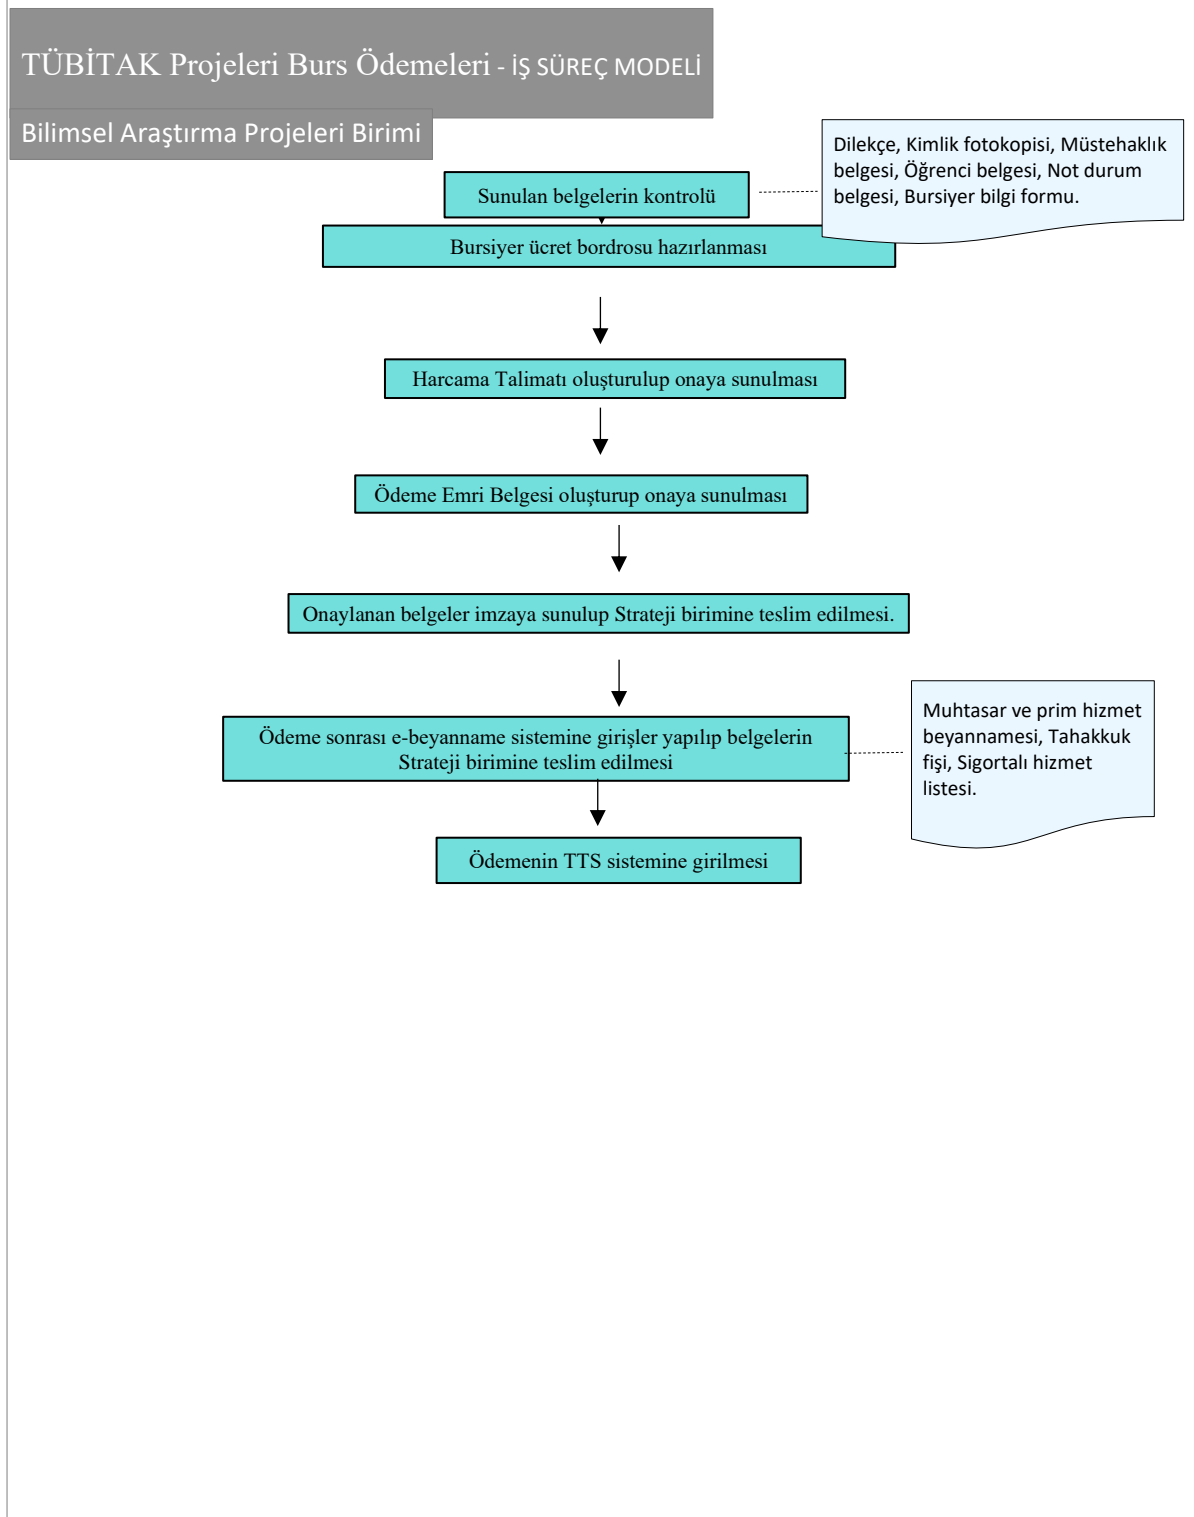 TÜBİTAK Projeleri Burs Ödemeleri - İŞ SÜREÇ MODELİ
Bilimsel Araştırma Projeleri Birimi
Dilekçe, Kimlik fotokopisi, Müstehaklık
belgesi, Öğrenci belgesi, Not durum
belgesi, Bursiyer bilgi formu.
Sunulan belgelerin kontrolü
Bursiyer ücret bordrosu hazırlanması
Harcama Talimatı oluşturulup onaya sunulması
Ödeme Emri Belgesi oluşturup onaya sunulması
Onaylanan belgeler imzaya sunulup Strateji birimine teslim edilmesi.
Ödeme sonrası e-beyanname sistemine girişler yapılıp belgelerin
Strateji birimine teslim edilmesi
Muhtasar ve prim hizmet
beyannamesi, Tahakkuk
fişi, Sigortalı hizmet
listesi.
Ödemenin TTS sistemine girilmesi